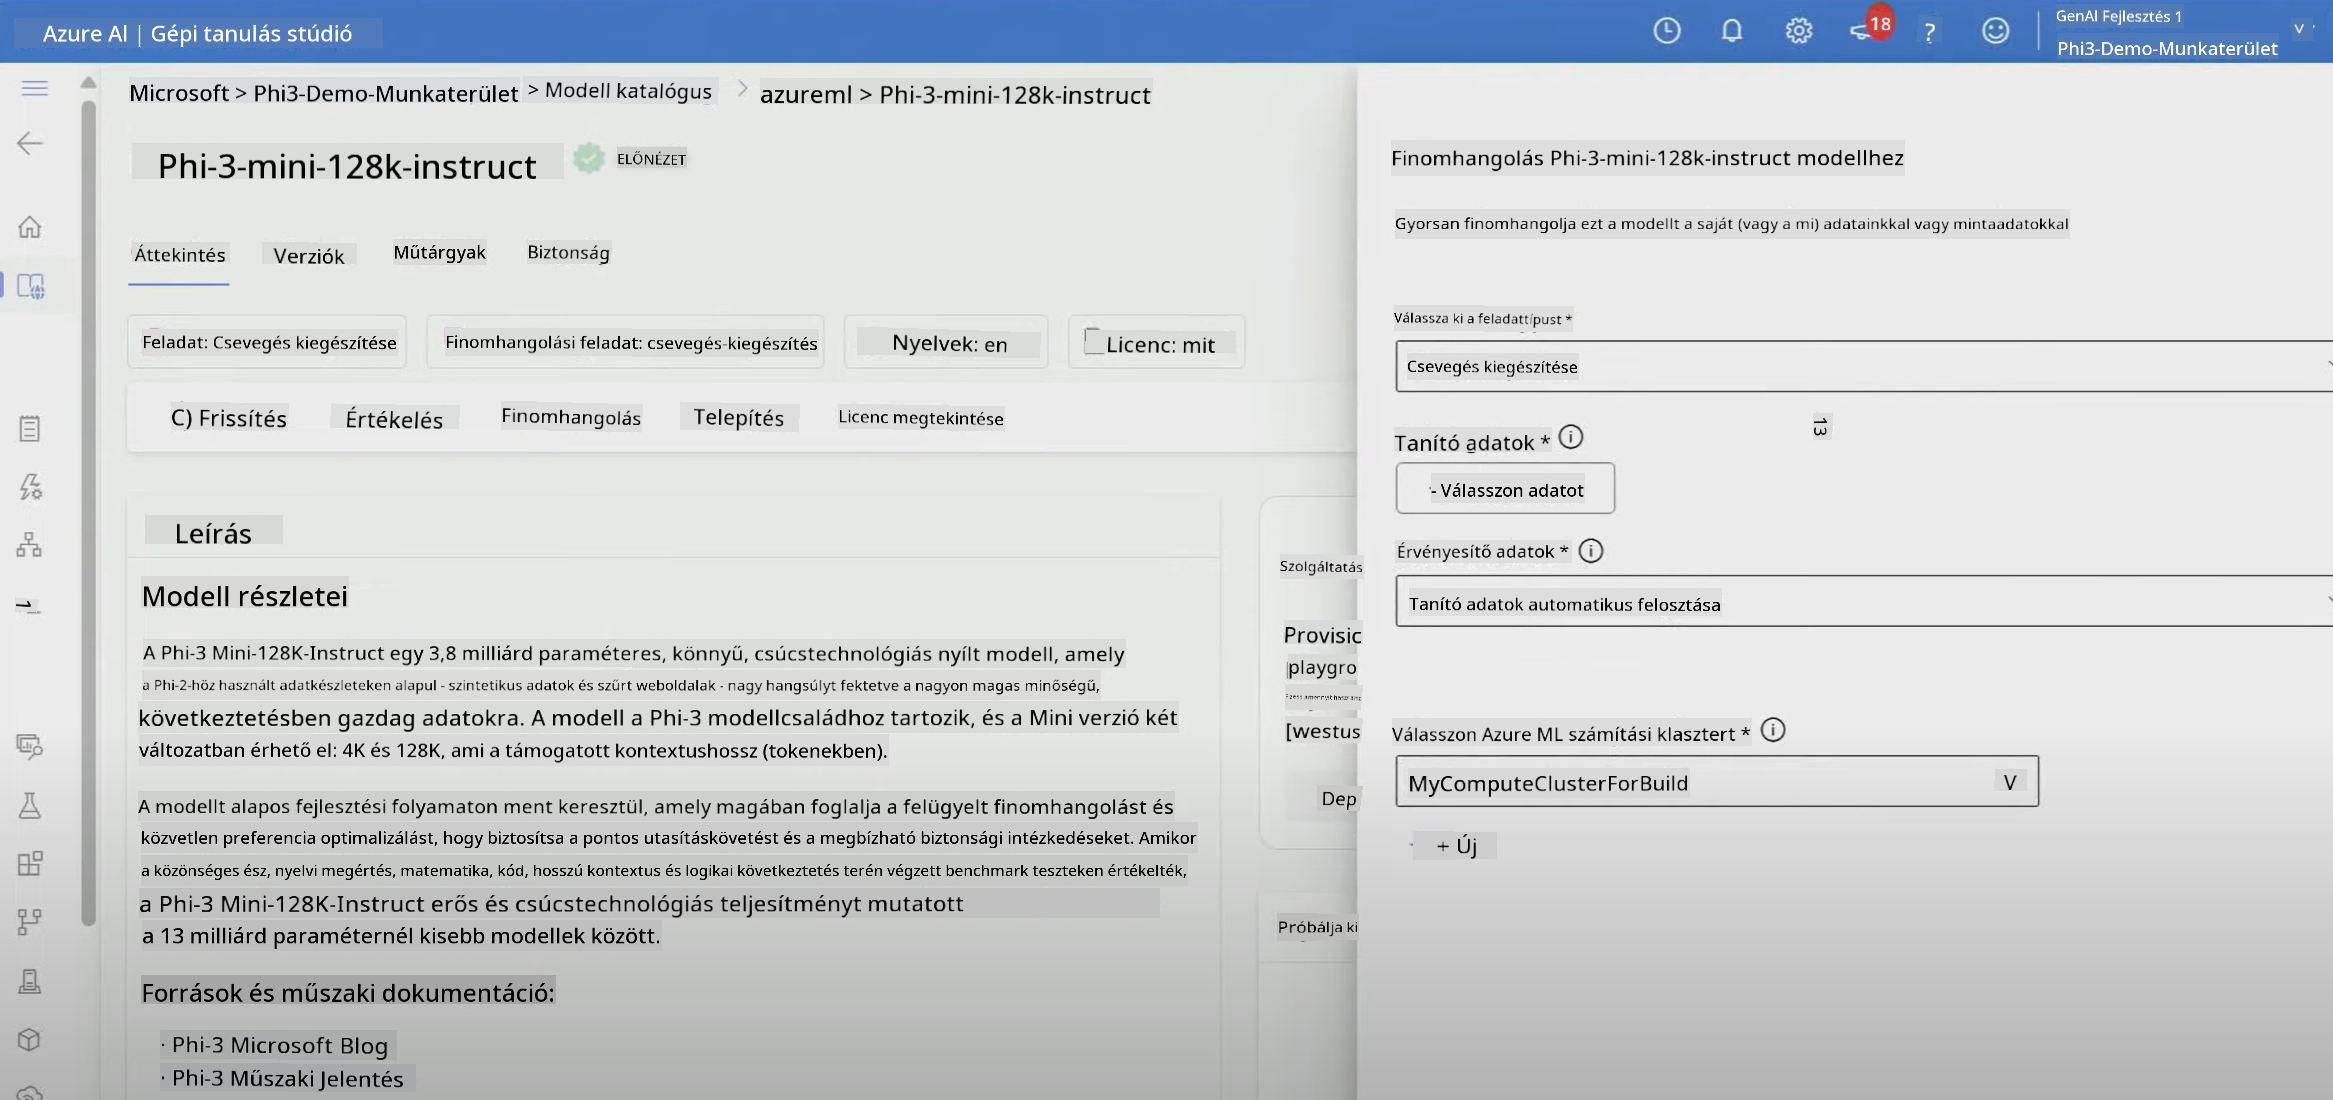 Azure AI | Gépi tanulás stúdió
18
?
GenAI Fejlesztés 1
Phi3-Demo-Munkaterület
V
Microsoft > Phi3-Demo-Munkaterület > Modell katalógus > azureml > Phi-3-mini-128k-instruct
Phi-3-mini-128k-instruct
ELŐNÉZET
Áttekintés
Verziók
Műtárgyak
Biztonság
Feladat: Csevegés kiegészítése
Finomhangolási feladat: csevegés-kiegészítés
Nyelvek: en
Licenc: mit
C) Frissítés
Értékelés
Finomhangolás
Telepítés
Licenc megtekintése
Leírás
Modell részletei
A Phi-3 Mini-128K-Instruct egy 3,8 milliárd paraméteres, könnyű, csúcstechnológiás nyílt modell, amely
a Phi-2-höz használt adatkészleteken alapul - szintetikus adatok és szűrt weboldalak - nagy hangsúlyt fektetve a nagyon magas minőségű,
következtetésben gazdag adatokra. A modell a Phi-3 modellcsaládhoz tartozik, és a Mini verzió két
változatban érhető el: 4K és 128K, ami a támogatott kontextushossz (tokenekben).
A modellt alapos fejlesztési folyamaton ment keresztül, amely magában foglalja a felügyelt finomhangolást és
közvetlen preferencia optimalizálást, hogy biztosítsa a pontos utasításkövetést és a megbízható biztonsági intézkedéseket. Amikor
a közönséges ész, nyelvi megértés, matematika, kód, hosszú kontextus és logikai következtetés terén végzett benchmark teszteken értékelték,
a Phi-3 Mini-128K-Instruct erős és csúcstechnológiás teljesítményt mutatott
a 13 milliárd paraméternél kisebb modellek között.
Források és műszaki dokumentáció:
· Phi-3 Microsoft Blog
· Phi-3 Műszaki Jelentés
Szolgáltatás
Provisic
playgro
[westus
Dep
Próbálja ki
Finomhangolás Phi-3-mini-128k-instruct modellhez
Gyorsan finomhangolja ezt a modellt a saját (vagy a mi) adatainkkal vagy mintaadatokkal
Válassza ki a feladattípust *
Csevegés kiegészítése
13
Tanító adatok *
- Válasszon adatot
Érvényesítő adatok *
Tanító adatok automatikus felosztása
Válasszon Azure ML számítási klasztert *
MyComputeClusterForBuild
V
+ Új